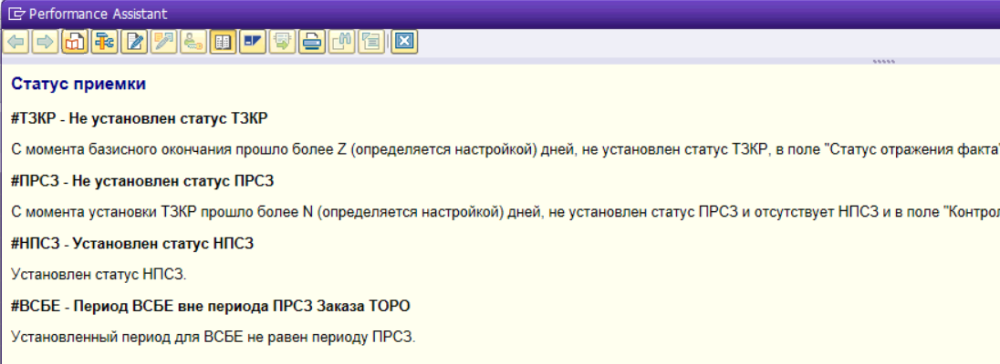 Performance Assistant
Статус приемки
#ТЗКР - Не установлен статус ТЗКР
С момента базисного окончания прошло более Z (определяется настройкой) дней, не установлен статус ТЗКР, в поле "Статус отражения факта"
#ПРСЗ - Не установлен статус ПРСЗ
С момента установки ТЗКР прошло более N (определяется настройкой) дней, не установлен статус ПРСЗ и отсутствует НПСЗ и в поле "Контрол
#НПСЗ - Установлен статус НПСЗ
Установлен статус НПСЗ.
#ВСБЕ - Период ВСБЕ вне периода ПРСЗ Заказа ТОРО
Установленный период для ВСБЕ не равен периоду ПРСЗ.